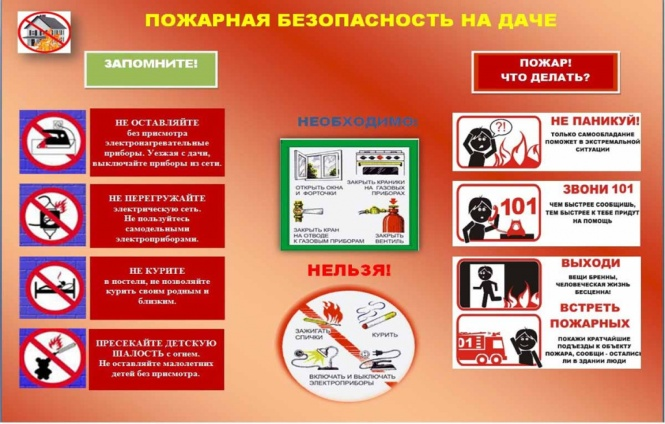 ПОЖАРНАЯ БЕЗОПАСНОСТЬ НА ДАЧЕ
ЗАПОМНИТЕ!
НЕ ОСТАВЛЯЙТЕ
без присмотра
электронагревательные
приборы. Уезжая с дачи,
выключайте приборы из сети.
НЕ ПЕРЕГРУЖАЙТЕ
электрическую сеть.
Не пользуйтесь
самодельными
электроприборами.
НЕ КУРИТЕ
в постели, не позволяйте
курить своим родным и
близким.
ПРЕСЕКАЙТЕ ДЕТСКУЮ
ШАЛОСТЬ с огнем.
Не оставляйте малолетних
детей без присмотра.
НЕОБХОДИМО:
ОТКРЫТЬ ОКНА
И ФОРТОЧКИ
ЗАКРЫТЬ КРАНИКИ
НА ГАЗОВЫХ
ПРИБОРАХ
ЗАКРЫТЬ КРАН
НА ОТВОДЕ
К ГАЗОВЫМ ПРИБОРАМ
ЗАКРЫТЬ
ВЕНТИЛЬ
НЕЛЬЗЯ!
ЗАЖИГАТЬ
СПИЧКИ
КУРИТЬ
ВКЛЮЧАТЬ И ВЫКЛЮЧАТЬ
ЭЛЕКТРОПРИБОРЫ
ПОЖАР!
ЧТО ДЕЛАТЬ?
?!
НЕ ПАНИКУЙ!
ТОЛЬКО САМООБЛАДАНИЕ
ПОМОЖЕТ В ЭКСТРЕМАЛЬНОЙ
СИТУАЦИИ
101
ЗВОНИ 101
ЧЕМ БЫСТРЕЕ СООБЩИШЬ,
ТЕМ БЫСТРЕЕ К ТЕБЕ ПРИДУТ
НА ПОМОЩЬ
ВЫХОДИ
ВЕЩИ БРЕННЫ,
ЧЕЛОВЕЧЕСКАЯ ЖИЗНЬ
БЕСЦЕННА!
01
ВСТРЕТЬ
ПОЖАРНЫХ
ПОКАЖИ КРАТЧАЙШИЕ
ПОДЪЕЗДЫ К ОБЪЕКТУ
ПОЖАРА, СООБЩИ - ОСТАЛИСЬ
ЛИ В ЗДАНИИ ЛЮДИ